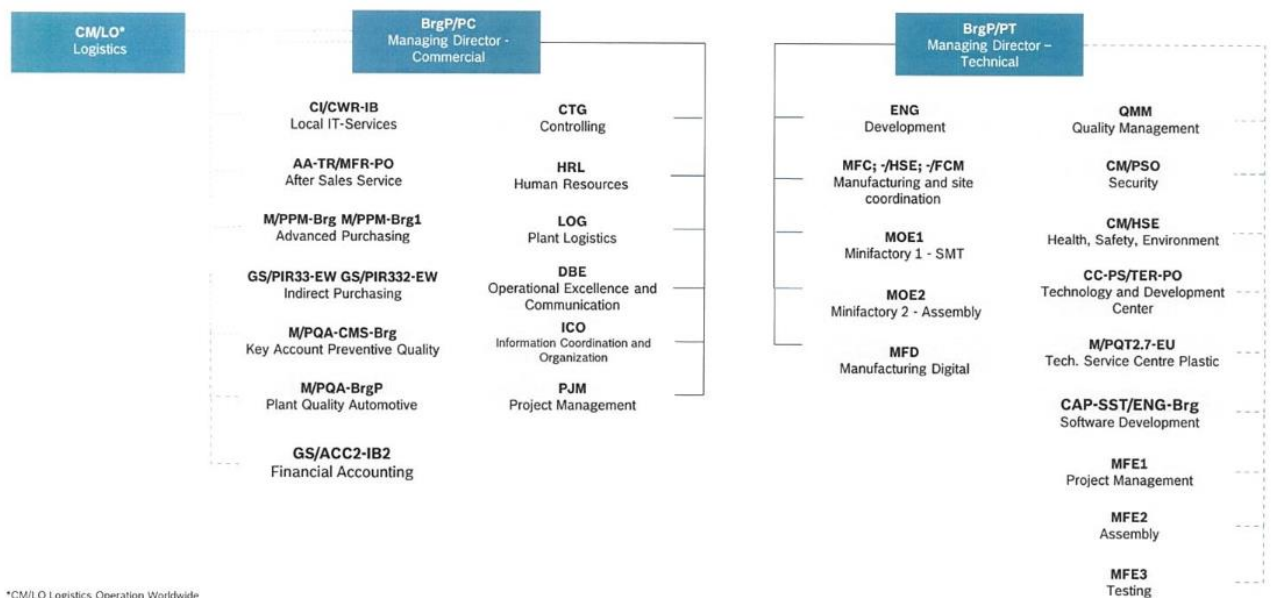 CM/LO*
Logistics
BrgP/PC
Managing Director -
Commercial
CI/CWR-IB
Local IT-Services
AA-TR/MFR-PO
After Sales Service
M/PPM-Brg M/PPM-Brg1
Advanced Purchasing
GS/PIR33-EW GS/PIR332-EW
Indirect Purchasing
M/PQA-CMS-Brg
Key Account Preventive Quality
M/PQA-BrgP
Plant Quality Automotive
GS/ACC2-IB2
Financial Accounting
CTG
Controlling
HRL
Human Resources
LOG
Plant Logistics
DBE
Operational Excellence and
Communication
ICO
Information Coordination and
Organization
PJM
Project Management
BrgP/PT
Managing Director –
Technical
ENG
Development
MFC; -/HSE; -/FCM
Manufacturing and site
coordination
MOE1
Minifactory 1 - SMT
MOE2
Minifactory 2 - Assembly
MFD
Manufacturing Digital
QMM
Quality Management
CM/PSO
Security
CM/HSE
Health, Safety, Environment
CC-PS/TER-PO
Technology and Development
Center
M/PQT2.7-EU
Tech. Service Centre Plastic
CAP-SST/ENG-Brg
Software Development
MFE1
Project Management
MFE2
Assembly
MFE3
Testing
*CM/LO Logistics Operation Worldwide